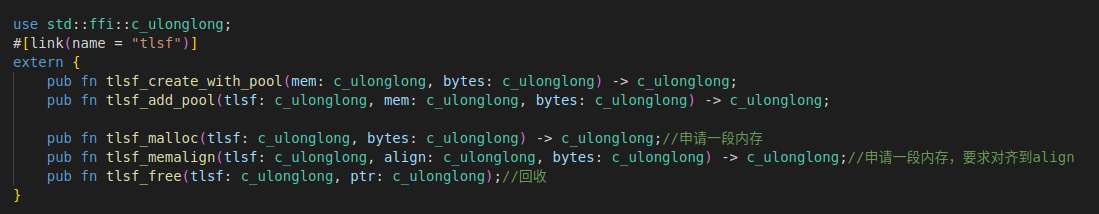 use std::ffi::c_ulonglong;
#[link(name = "tlsf")]
extern {
    pub fn tlsf_create_with_pool(mem: c_ulonglong, bytes: c_ulonglong) -> c_ulonglong;
    pub fn tlsf_add_pool(tlsf: c_ulonglong, mem: c_ulonglong, bytes: c_ulonglong) -> c_ulonglong;

    pub fn tlsf_malloc(tlsf: c_ulonglong, bytes: c_ulonglong) -> c_ulonglong;//申请一段内存
    pub fn tlsf_memalign(tlsf: c_ulonglong, align: c_ulonglong, bytes: c_ulonglong) -> c_ulonglong;//申请一段内存，要求对齐到align
    pub fn tlsf_free(tlsf: c_ulonglong, ptr: c_ulonglong);//回收
}